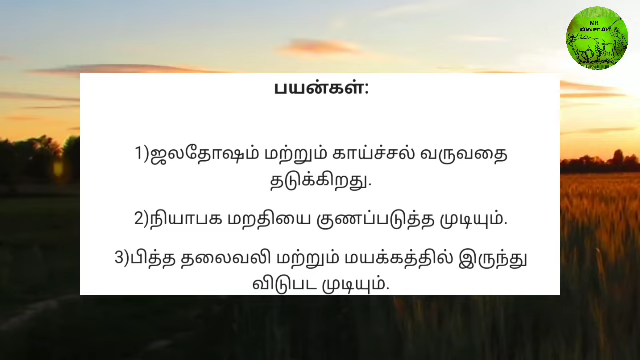 பயன்கள்:
1)ஜலதோஷம் மற்றும் காய்ச்சல் வருவதை
தடுக்கிறது.
2)நியாபக மறதியை குணப்படுத்த முடியும்.
3)பித்த தலைவலி மற்றும் மயக்கத்தில் இருந்து
விடுபட முடியும்.